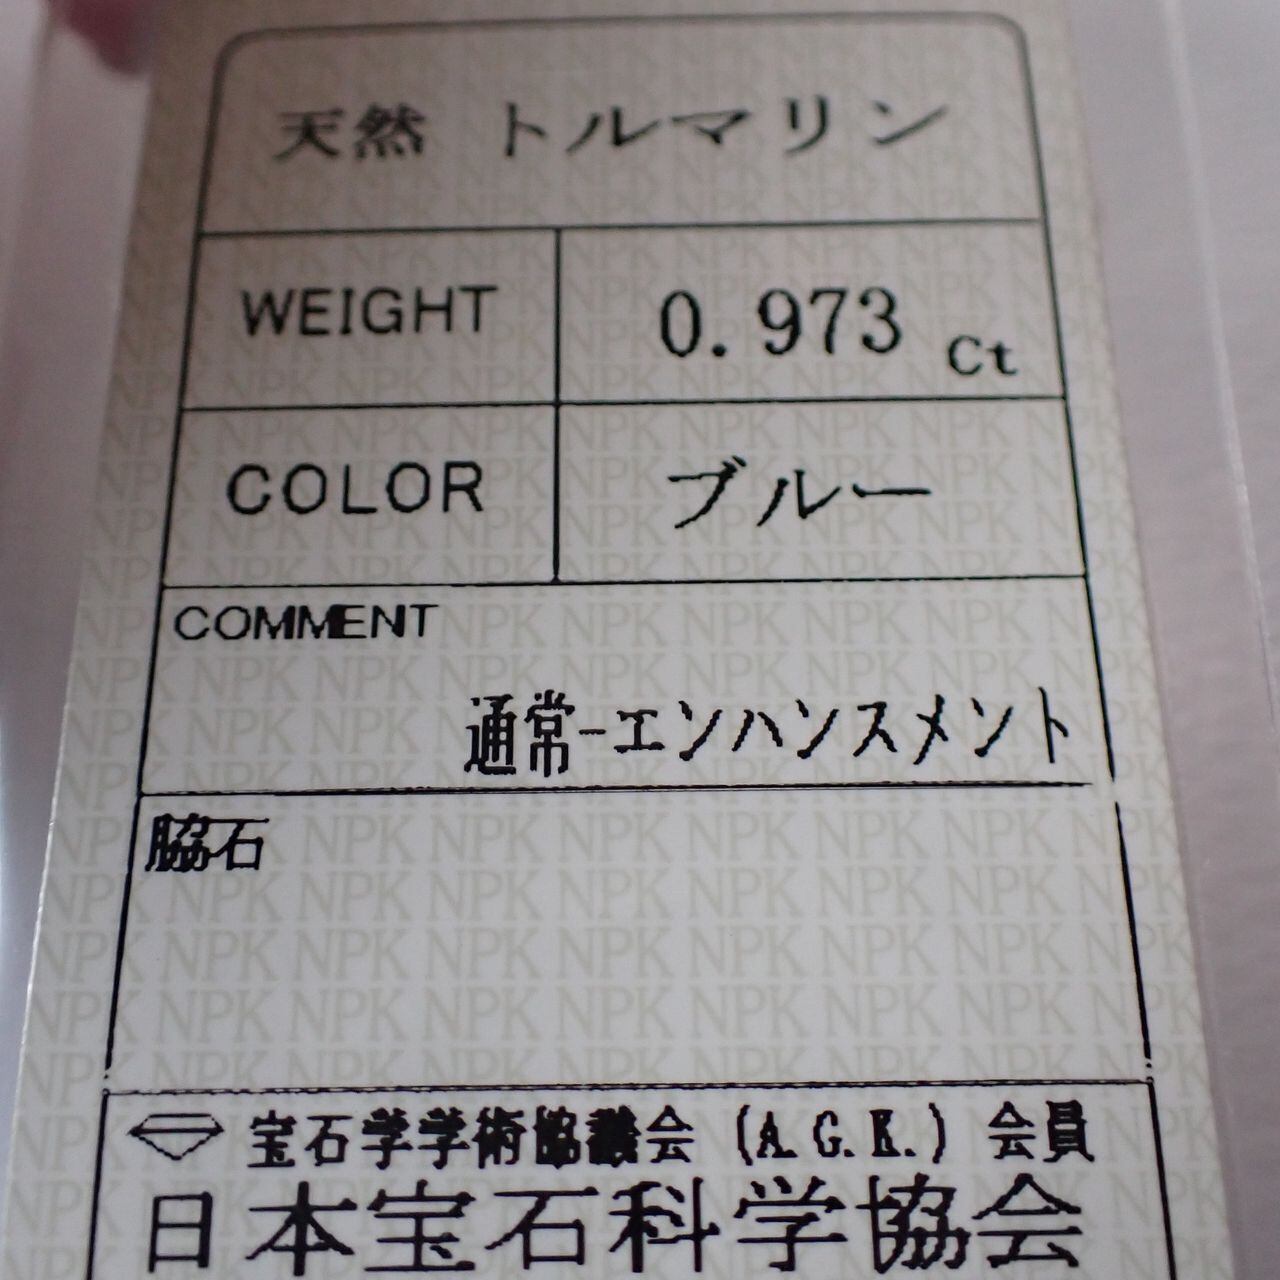 天然 トルマリン
WEIGHT 0.973 Ct
COLOR ブルー
COMMENT
通常-エンハンスメント
脇石
宝石学学術協議会 (A.G.K.) 会員
日本宝石科学協会